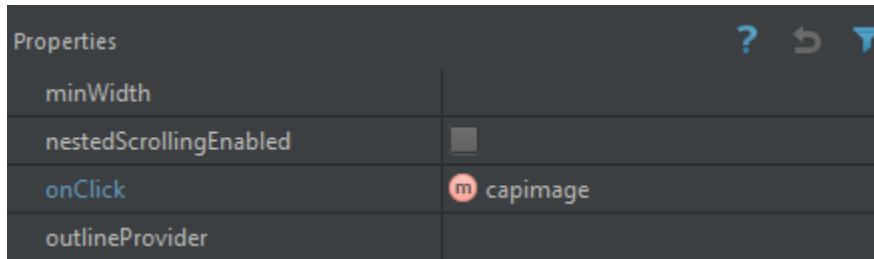 Properties ?
minWidth
nestedScrollingEnabled
onClick m capimage
outlineProvider